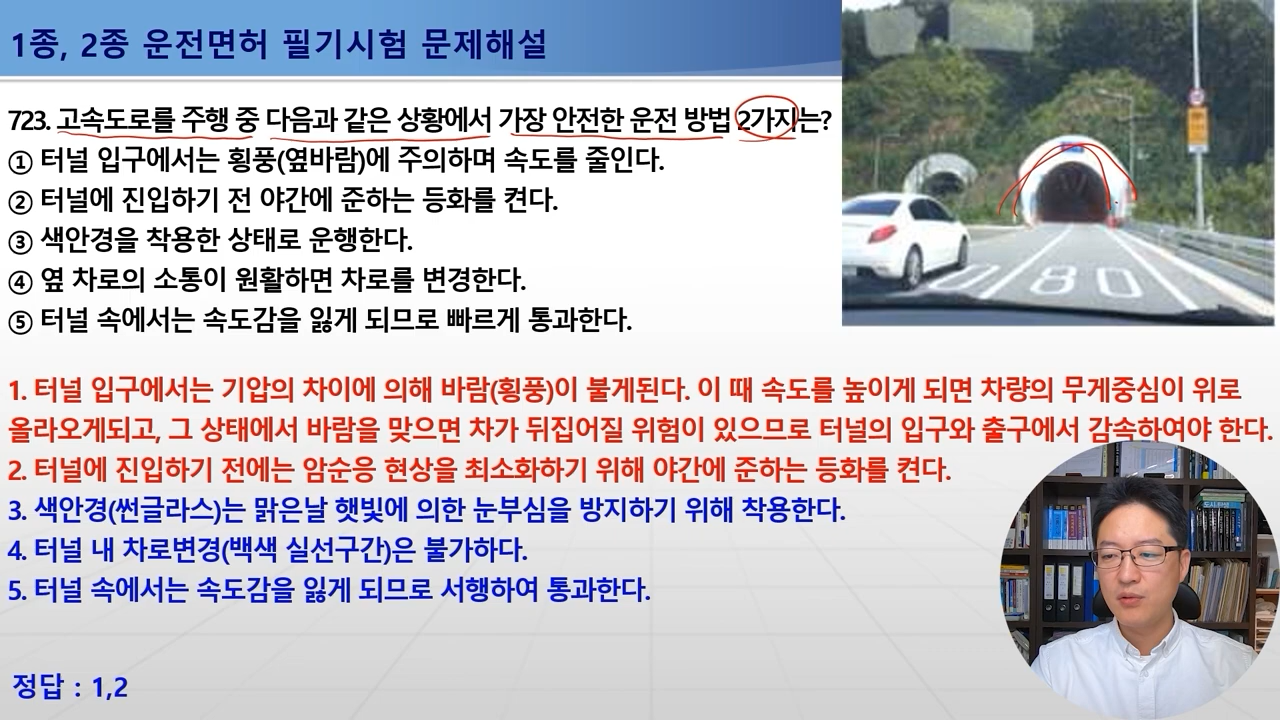 1종, 2종 운전면허 필기시험 문제해설
723. 고속도로를 주행 중 다음과 같은 상황에서 가장 안전한 운전 방법 2가지는?
① 터널 입구에서는 횡풍(옆바람)에 주의하며 속도를 줄인다.
② 터널에 진입하기 전 야간에 준하는 등화를 켠다.
③ 색안경을 착용한 상태로 운행한다.
④ 옆 차로의 소통이 원활하면 차로를 변경한다.
⑤ 터널 속에서는 속도감을 잃게 되므로 빠르게 통과한다.
80
1. 터널 입구에서는 기압의 차이에 의해 바람(횡풍)이 불게된다. 이 때 속도를 높이게 되면 차량의 무게중심이 위로
올라오게되고, 그 상태에서 바람을 맞으면 차가 뒤집어질 위험이 있으므로 터널의 입구와 출구에서 감속하여야 한다.
2. 터널에 진입하기 전에는 암순응 현상을 최소화하기 위해 야간에 준하는 등화를 켠다.
3. 색안경(썬글라스)는 맑은날 햇빛에 의한 눈부심을 방지하기 위해 착용한다.
4. 터널 내 차로변경(백색 실선구간)은 불가하다.
5. 터널 속에서는 속도감을 잃게 되므로 서행하여 통과한다.
정답 : 1,2